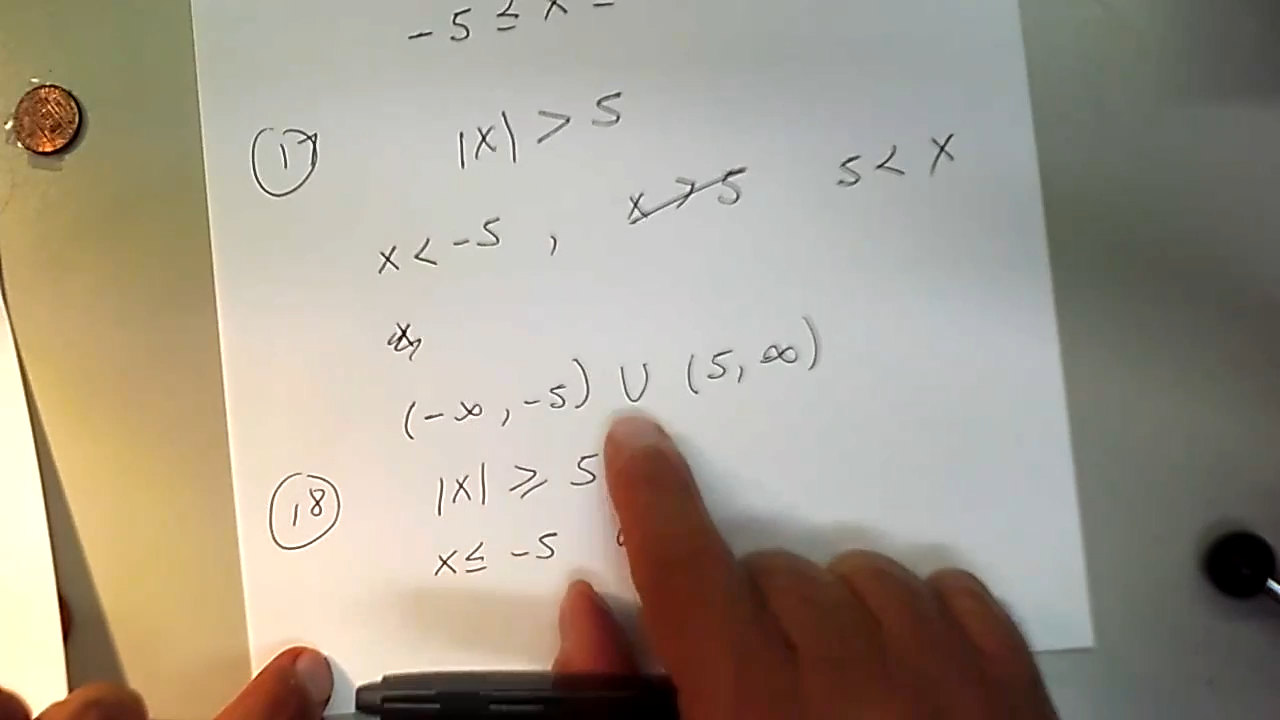 -5 ≤ x
17 |x| > 5
x < -5 , x > 5 5 < x
x
(-∞, -5) ∪ (5, ∞)
18 |x| ≥ 5
x ≤ -5